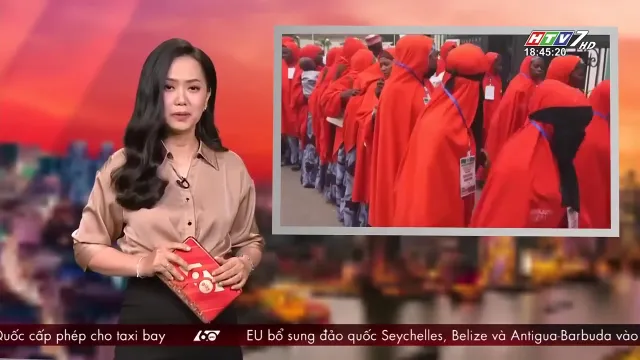 HTV7 HD
18:45:20
Quốc cấp phép cho taxi bay 60 EU bổ sung đảo quốc Seychelles, Belize và Antigua-Barbuda vào